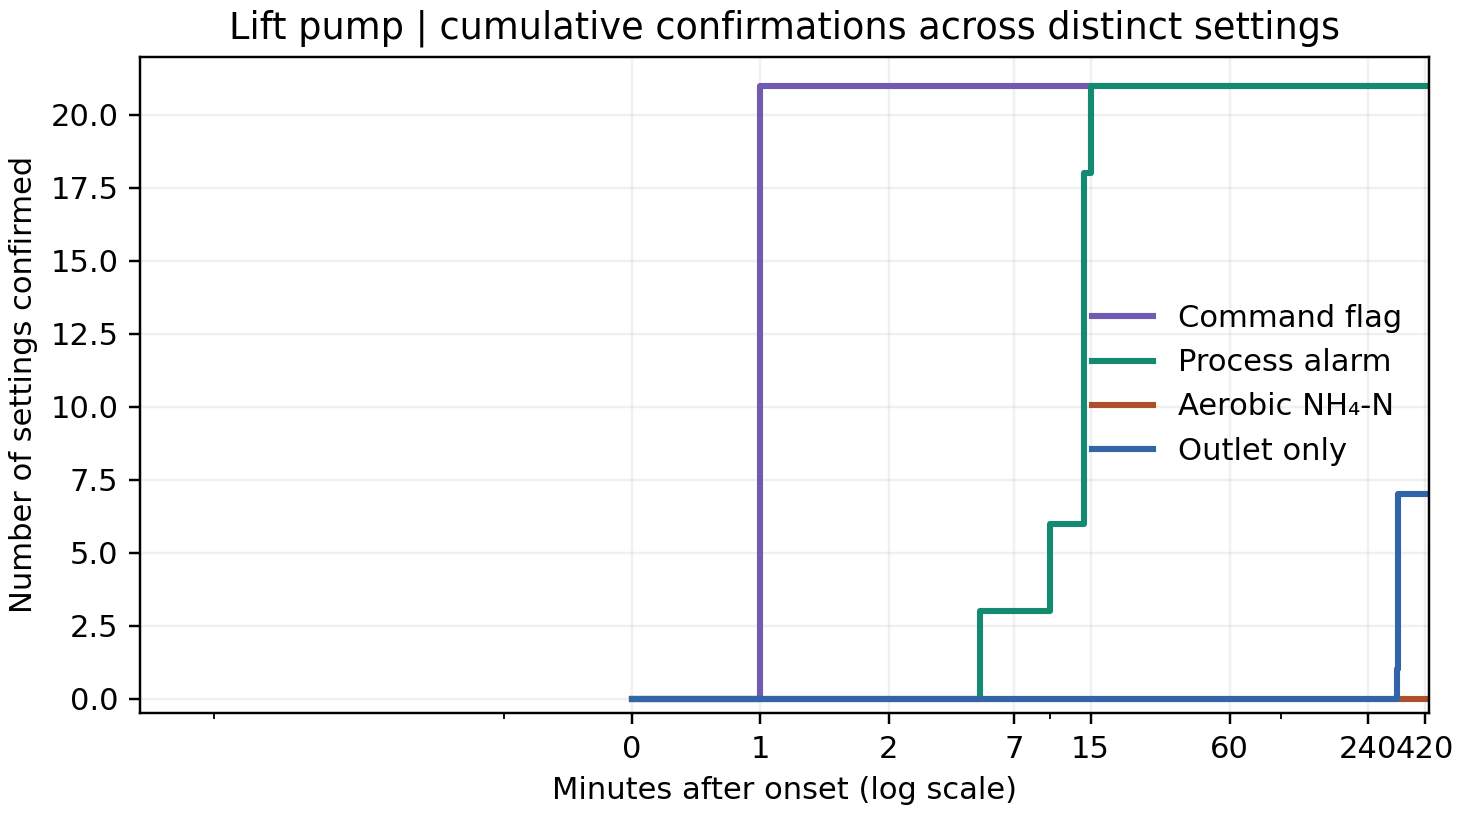 Lift pump | cumulative confirmations across distinct settings
Number of settings confirmed
20.0
17.5
15.0
12.5
10.0
7.5
5.0
2.5
0.0
Command flag
Process alarm
Aerobic NH₄-N
Outlet only
0 1 2 7 15 60 240 420
Minutes after onset (log scale)